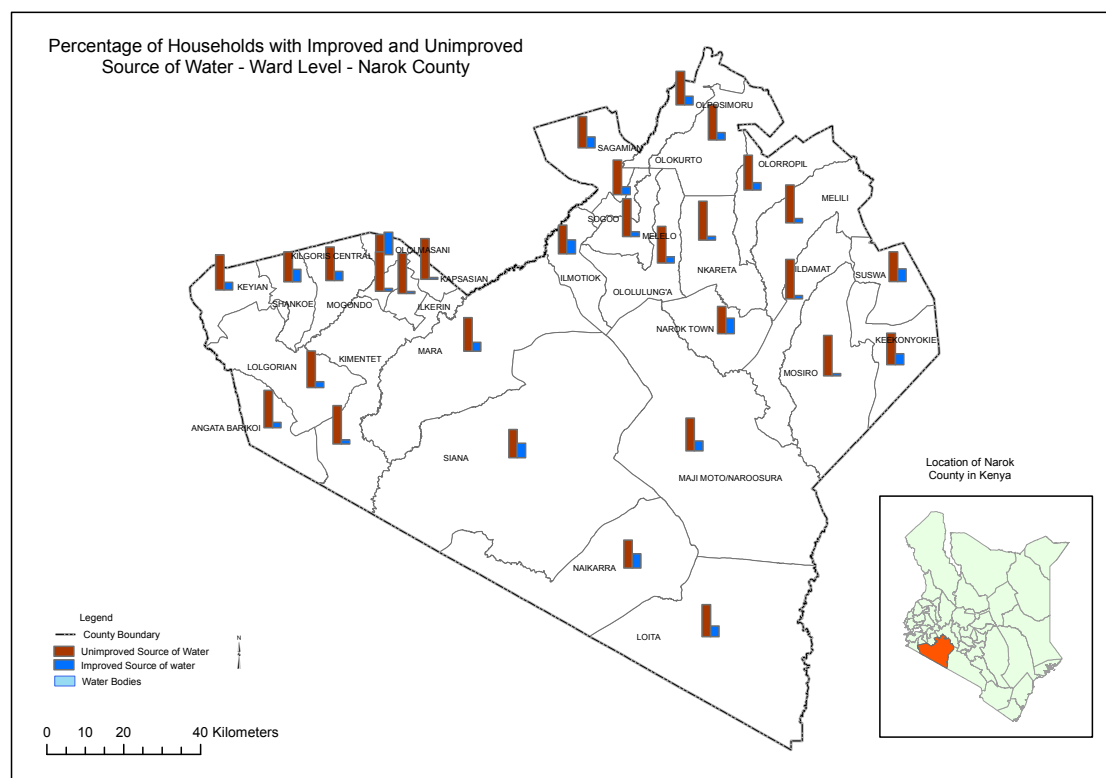 Percentage of Households with Improved and Unimproved
Source of Water - Ward Level - Narok County
OLPOSIMORU
SAGAMIAN
OLOKURTO
OLORROPIL
MELILI
SOGOO
MELELO
KILGORIS CENTRAL
OLOLMASANI
KEYIAN
SHANKOE
MOGONDO
KAPSASIAN
ILKERIN
ILMOTIOK
NKARETA
ILDAMAT
SUSWA
OLOLULUNG'A
NAROK TOWN
KEEKONYOKIE
MARA
KIMENTET
LOLGORIAN
MOSIRO
ANGATA BARIKOI
SIANA
MAJI MOTO/NAROOSURA
NAIKARRA
LOITA
Location of Narok
County in Kenya
Legend
County Boundary
Unimproved Source of Water
Improved Source of water
Water Bodies
N
0 10 20 40 Kilometers